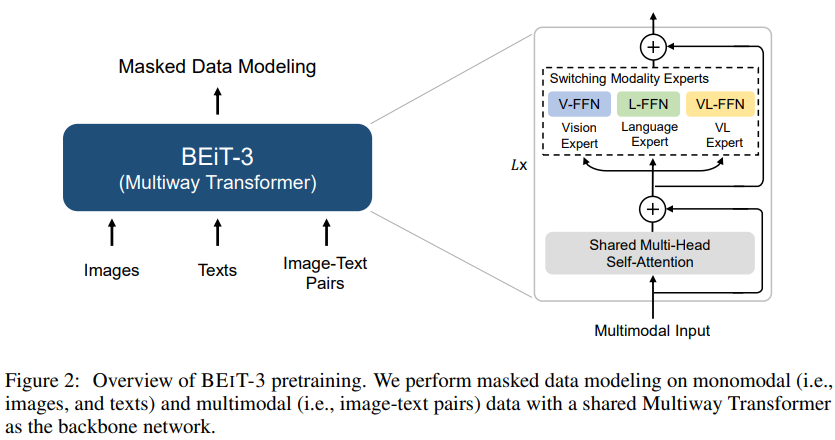 Masked Data Modeling
BEiT-3
(Multiway Transformer)
Images
Texts
Image-Text
Pairs
Lx
Switching Modality Experts
V-FFN
L-FFN
VL-FFN
Vision
Expert
Language
Expert
VL
Expert
Shared Multi-Head
Self-Attention
Multimodal Input
Figure 2: Overview of BEIT-3 pretraining. We perform masked data modeling on monomodal (i.e.,
images, and texts) and multimodal (i.e., image-text pairs) data with a shared Multiway Transformer
as the backbone network.